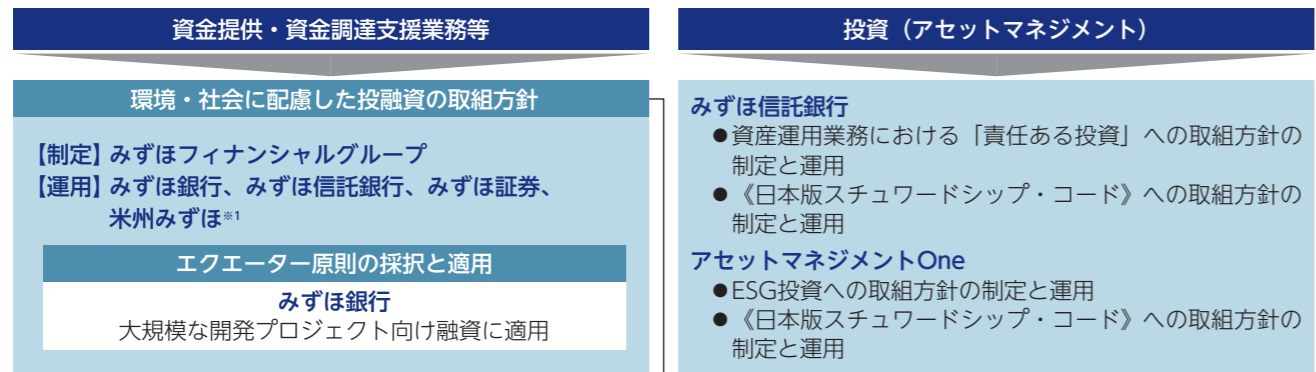 資金提供・資金調達支援業務等
環境・社会に配慮した投融資の取組方針
【制定】みずほフィナンシャルグループ
【運用】みずほ銀行、みずほ信託銀行、みずほ証券、
米州みずほ※1
エクエーター原則の採択と適用
みずほ銀行
大規模な開発プロジェクト向け融資に適用
投資（アセットマネジメント）
みずほ信託銀行
●資産運用業務における「責任ある投資」への取組方針の
制定と運用
●《日本版スチュワードシップ・コード》への取組方針の
制定と運用
アセットマネジメントOne
●ESG投資への取組方針の制定と運用
●《日本版スチュワードシップ・コード》への取組方針の
制定と運用